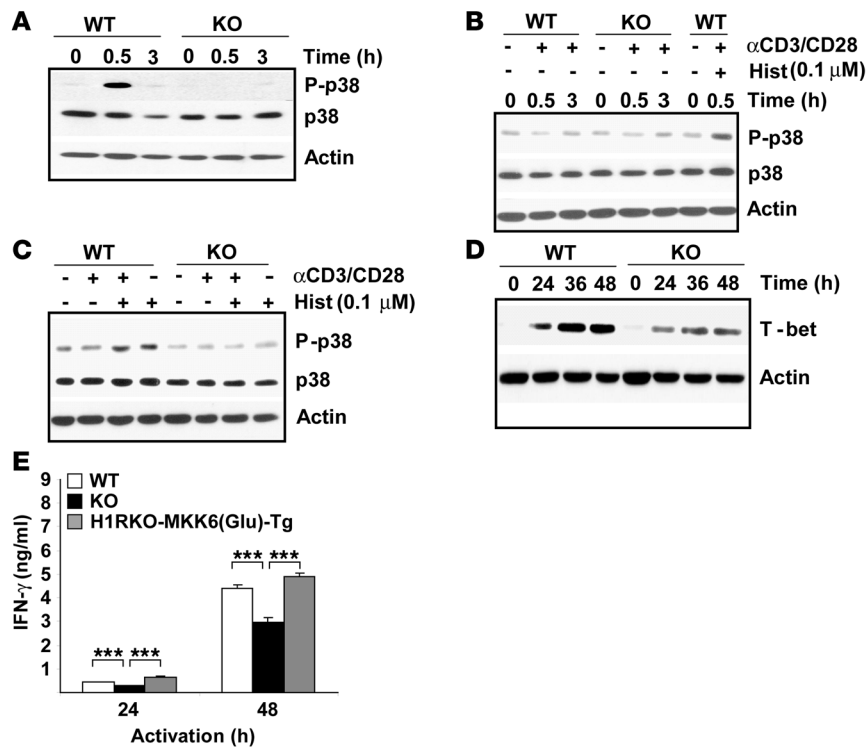 A
WT KO
0 0.5 3 0 0.5 3 Time (h)
P-p38
p38
Actin
B
WT KO WT
- + + - + + - + αCD3/CD28
- - - - - - - + Hist (0.1 µM)
0 0.5 3 0 0.5 3 0 0.5 Time (h)
P-p38
p38
Actin
C
WT KO
- + + - - + + - αCD3/CD28
- - + + - - + + Hist (0.1 µM)
P-p38
p38
Actin
D
WT KO
0 24 36 48 0 24 36 48 Time (h)
T-bet
Actin
E
9
8
7
6
5
4
3
2
1
IFN-γ (ng/ml)
WT
KO
H1RKO-MKK6(Glu)-Tg
*** ***
*** ***
24 48
Activation (h)